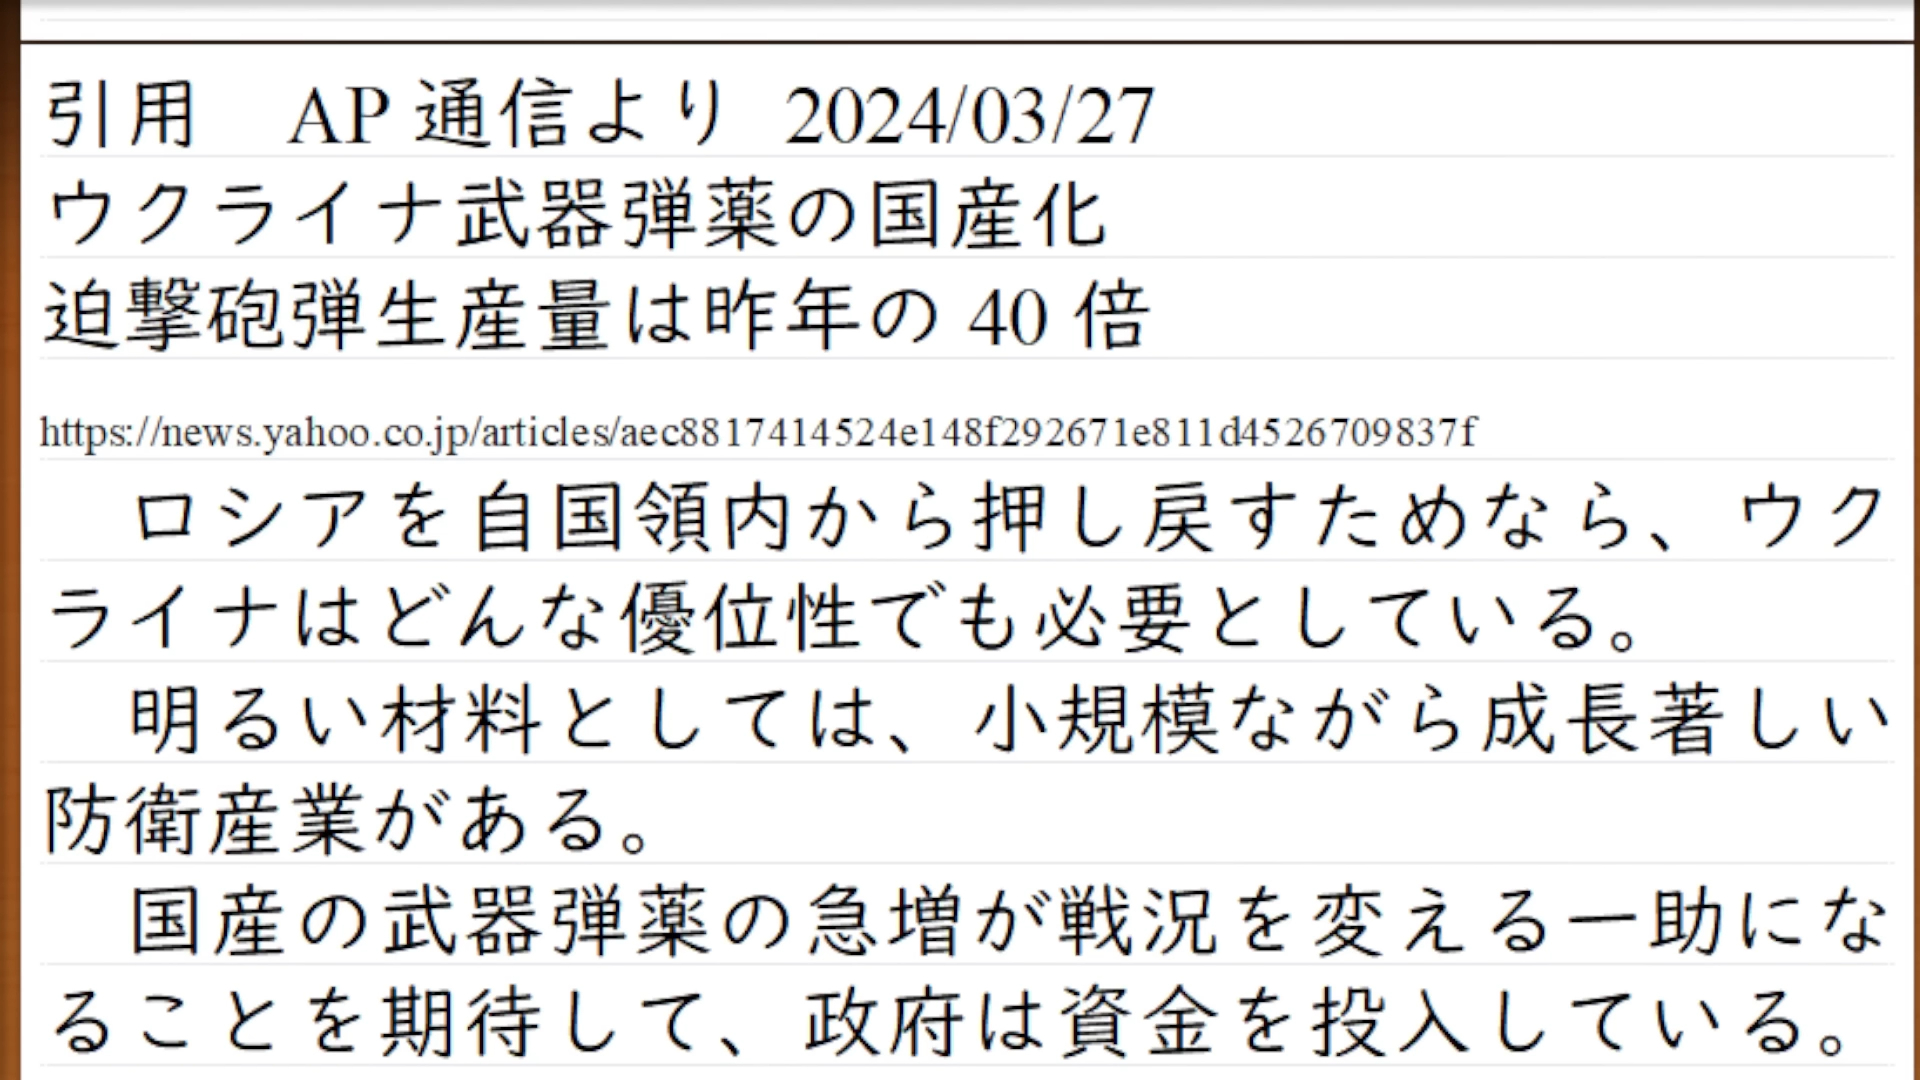 引用　AP通信より 2024/03/27
ウクライナ武器弾薬の国産化
迫撃砲弾生産量は昨年の 40 倍
https://news.yahoo.co.jp/articles/aec8817414524e148f292671e811d4526709837f
　ロシアを自国領内から押し戻すためなら、ウク
ライナはどんな優位性でも必要としている。
　明るい材料としては、小規模ながら成長著しい
防衛産業がある。
　国産の武器弾薬の急増が戦況を変える一助にな
ることを期待して、政府は資金を投入している。